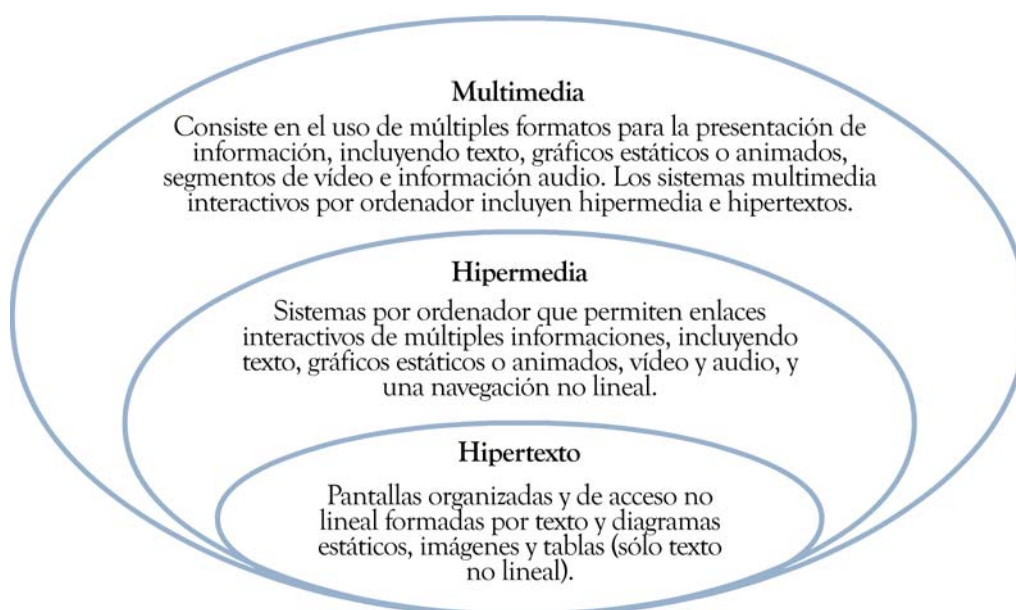 Multimedia
Consiste en el uso de múltiples formatos para la presentación de
información, incluyendo texto, gráficos estáticos o animados,
segmentos de vídeo e información audio. Los sistemas multimedia
interactivos por ordenador incluyen hipermedia e hipertextos.
Hipermedia
Sistemas por ordenador que permiten enlaces
interactivos de múltiples informaciones, incluyendo
texto, gráficos estáticos o animados, vídeo y audio, y
una navegación no lineal.
Hipertexto
Pantallas organizadas y de acceso no
lineal formadas por texto y diagramas
estáticos, imágenes y tablas (sólo texto
no lineal).